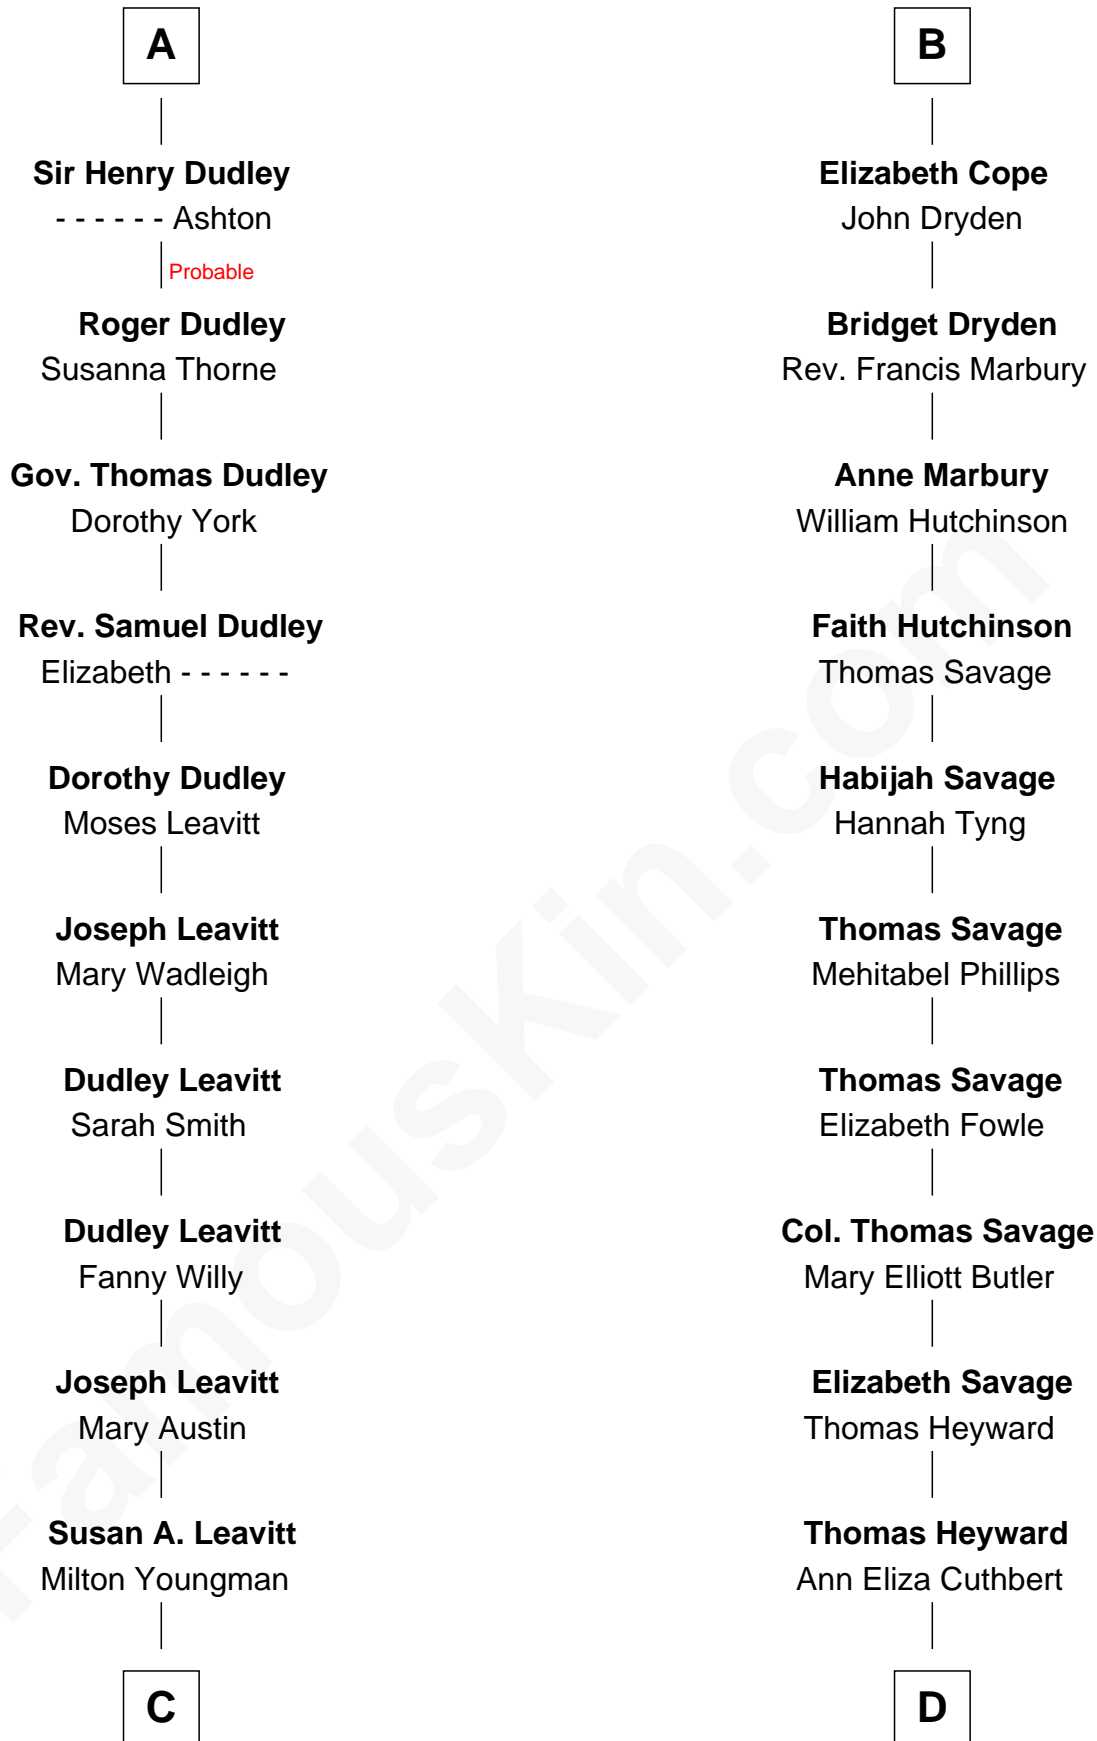 A
Sir Henry Dudley
- - - - - - Ashton
Probable
Roger Dudley
Susanna Thorne
Gov. Thomas Dudley
Dorothy York
Rev. Samuel Dudley
Elizabeth - - - - - -
Dorothy Dudley
Moses Leavitt
Joseph Leavitt
Mary Wadleigh
Dudley Leavitt
Sarah Smith
Dudley Leavitt
Fanny Willy
Joseph Leavitt
Mary Austin
Susan A. Leavitt
Milton Youngman
C
B
Elizabeth Cope
John Dryden
Bridget Dryden
Rev. Francis Marbury
Anne Marbury
William Hutchinson
Faith Hutchinson
Thomas Savage
Habijah Savage
Hannah Tyng
Thomas Savage
Mehitabel Phillips
Thomas Savage
Elizabeth Fowle
Col. Thomas Savage
Mary Elliott Butler
Elizabeth Savage
Thomas Heyward
Thomas Heyward
Ann Eliza Cuthbert
D
FamousKin.com